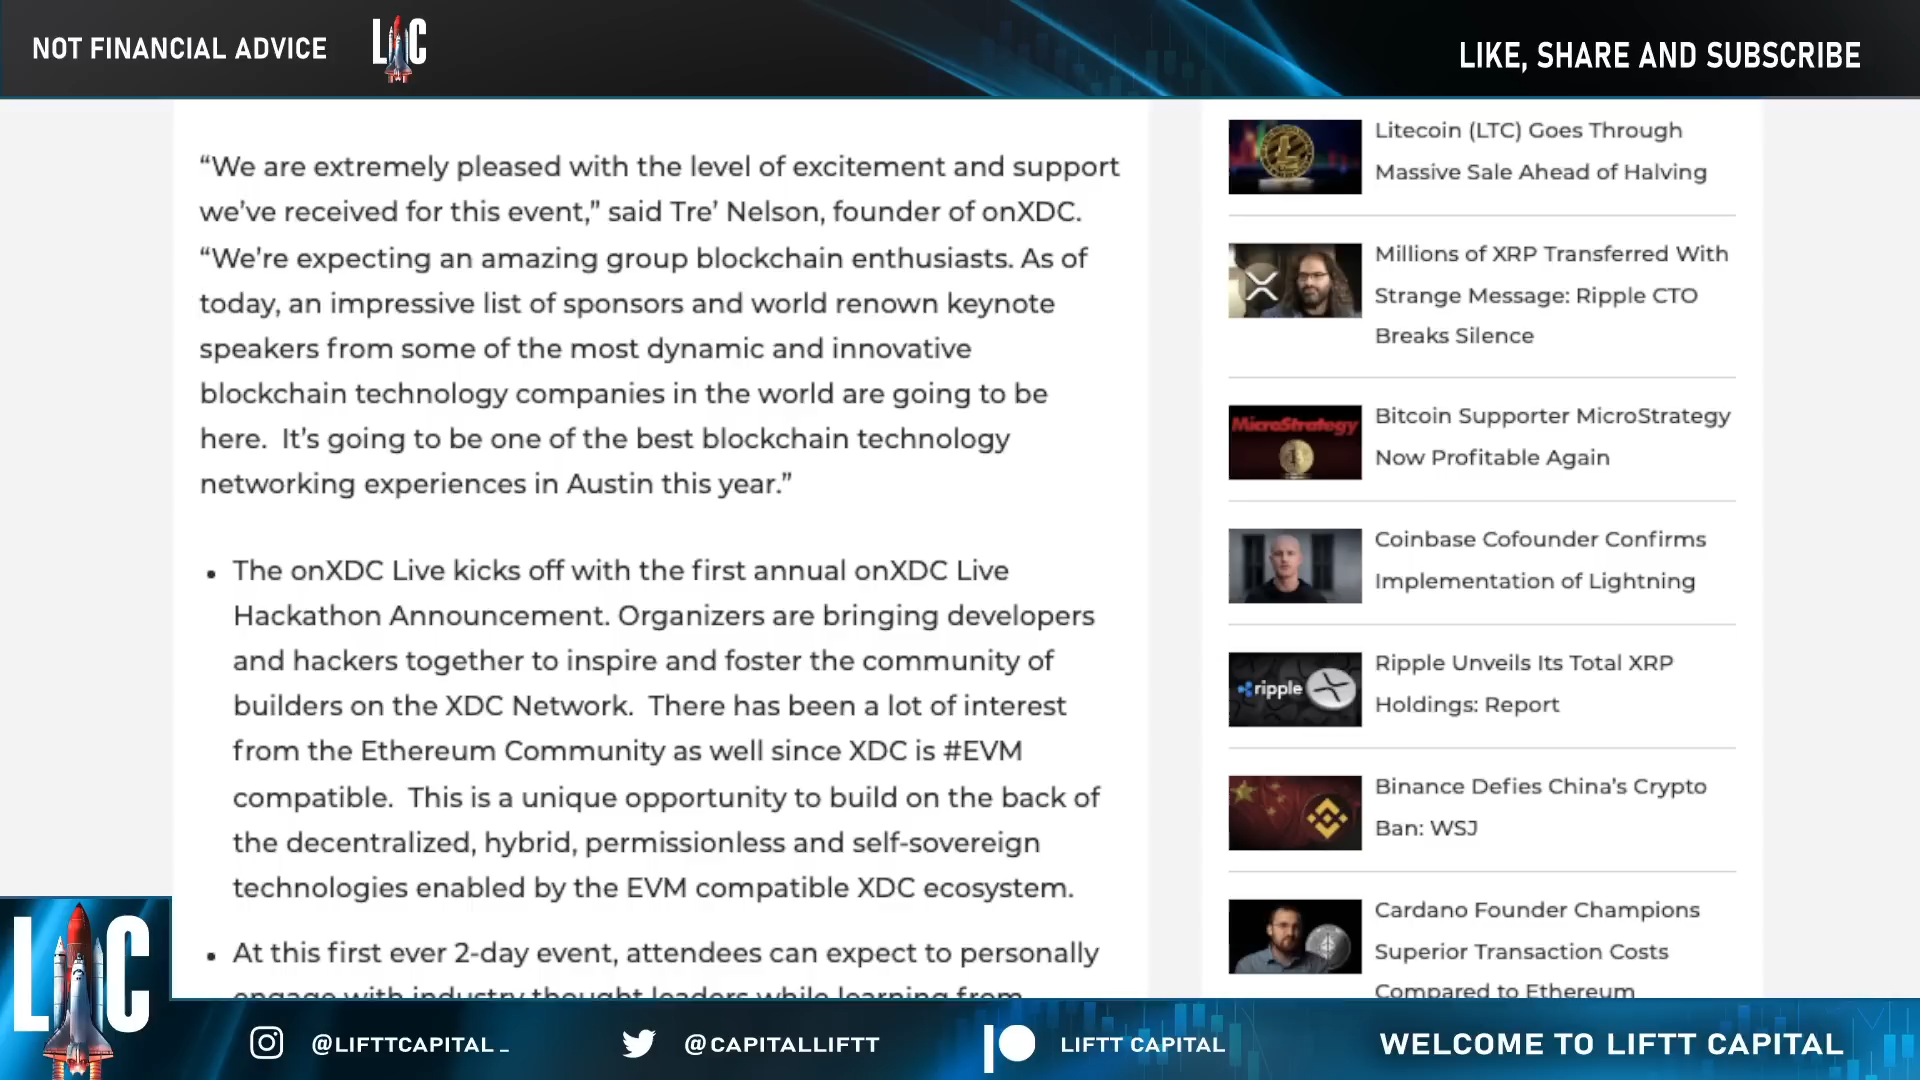 NOT FINANCIAL ADVICE
LC
LIKE, SHARE AND SUBSCRIBE
“We are extremely pleased with the level of excitement and support
we’ve received for this event,” said Tre’ Nelson, founder of onXDC.
“We’re expecting an amazing group blockchain enthusiasts. As of
today, an impressive list of sponsors and world renown keynote
speakers from some of the most dynamic and innovative
blockchain technology companies in the world are going to be
here.  It’s going to be one of the best blockchain technology
networking experiences in Austin this year.”
• The onXDC Live kicks off with the first annual onXDC Live
Hackathon Announcement. Organizers are bringing developers
and hackers together to inspire and foster the community of
builders on the XDC Network.  There has been a lot of interest
from the Ethereum Community as well since XDC is #EVM
compatible.  This is a unique opportunity to build on the back of
the decentralized, hybrid, permissionless and self-sovereign
technologies enabled by the EVM compatible XDC ecosystem.
• At this first ever 2-day event, attendees can expect to personally
engage with industry thought leaders while learning from
Litecoin (LTC) Goes Through
Massive Sale Ahead of Halving
Millions of XRP Transferred With
Strange Message: Ripple CTO
Breaks Silence
MicroStrategy
Bitcoin Supporter MicroStrategy
Now Profitable Again
Coinbase Cofounder Confirms
Implementation of Lightning
ripple
Ripple Unveils Its Total XRP
Holdings: Report
Binance Defies China’s Crypto
Ban: WSJ
Cardano Founder Champions
Superior Transaction Costs
Compared to Ethereum
LC
@LIFTTCAPITAL_
@CAPITALLIFTT
LIFTT CAPITAL
WELCOME TO LIFTT CAPITAL